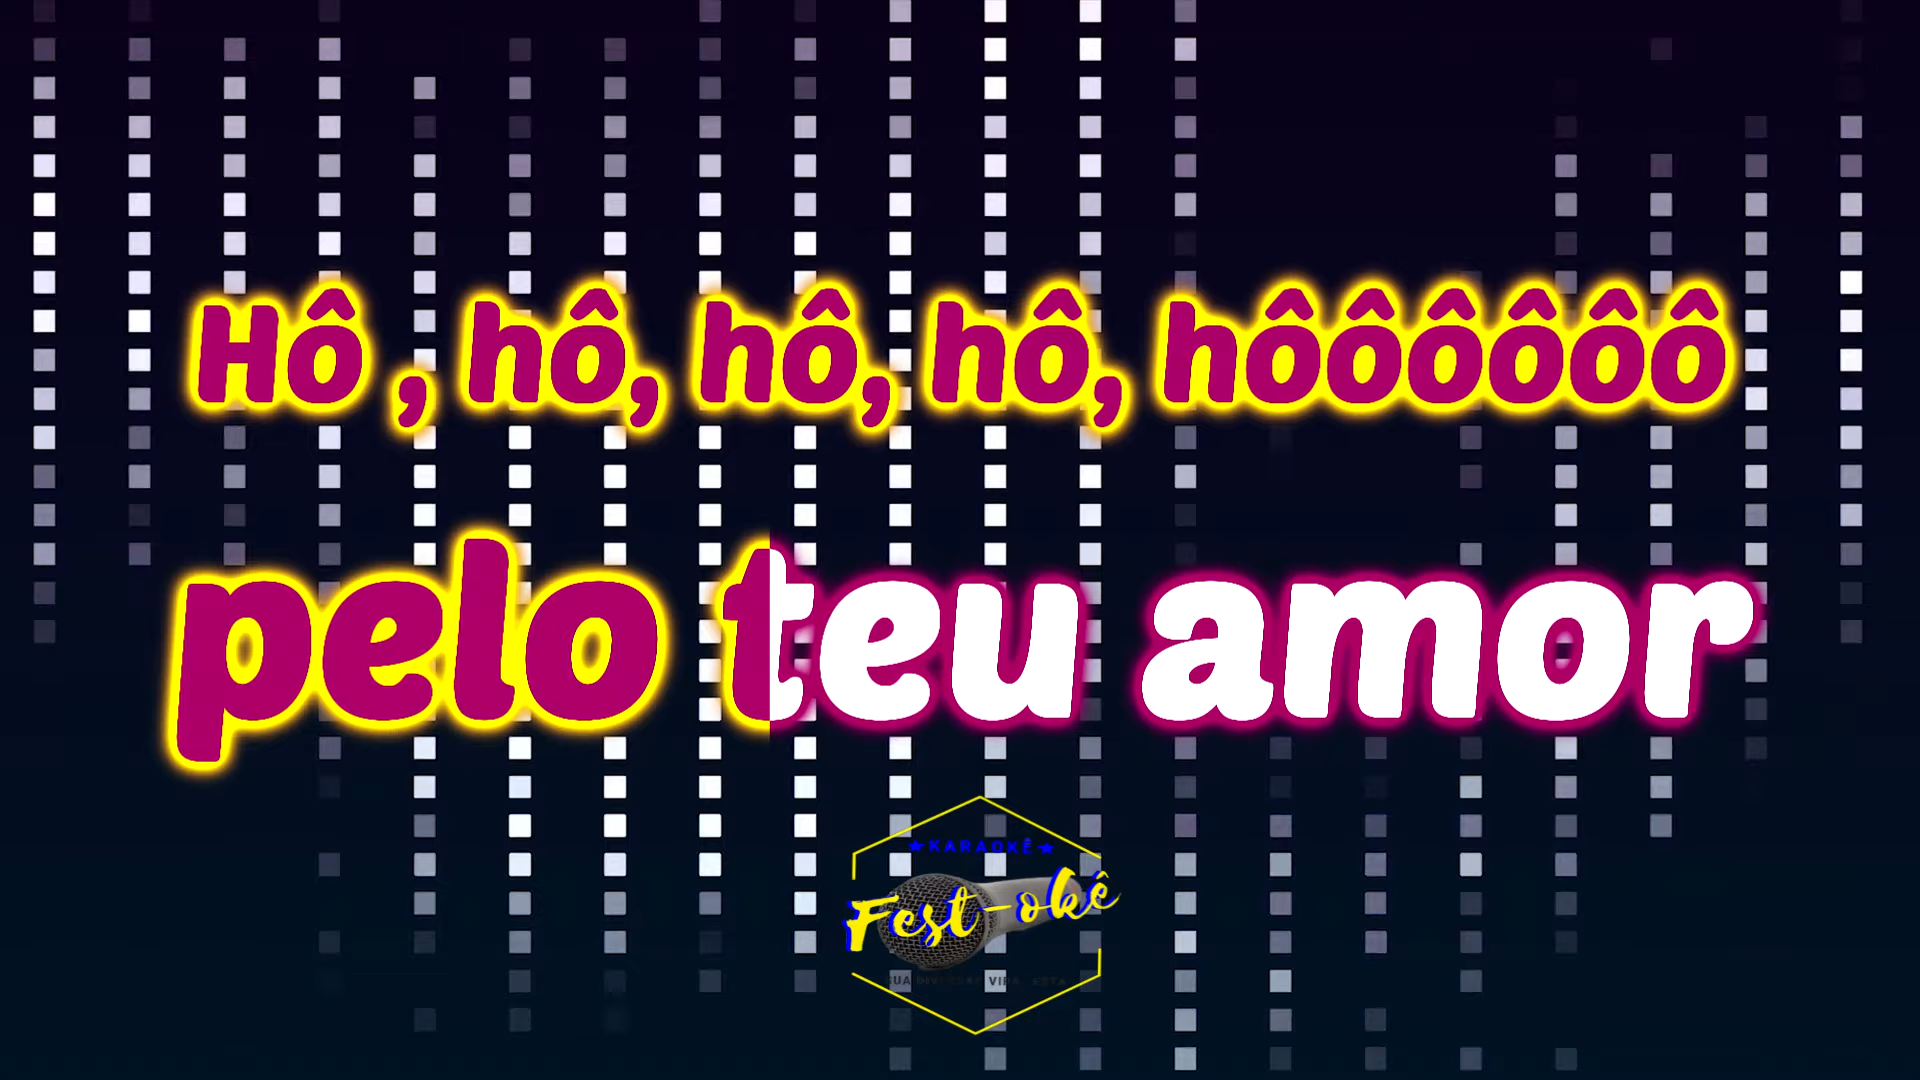 Hô , hô, hô, hô, hôôôôôô
pelo teu amor
★KARAOKÊ★
Fest-okê